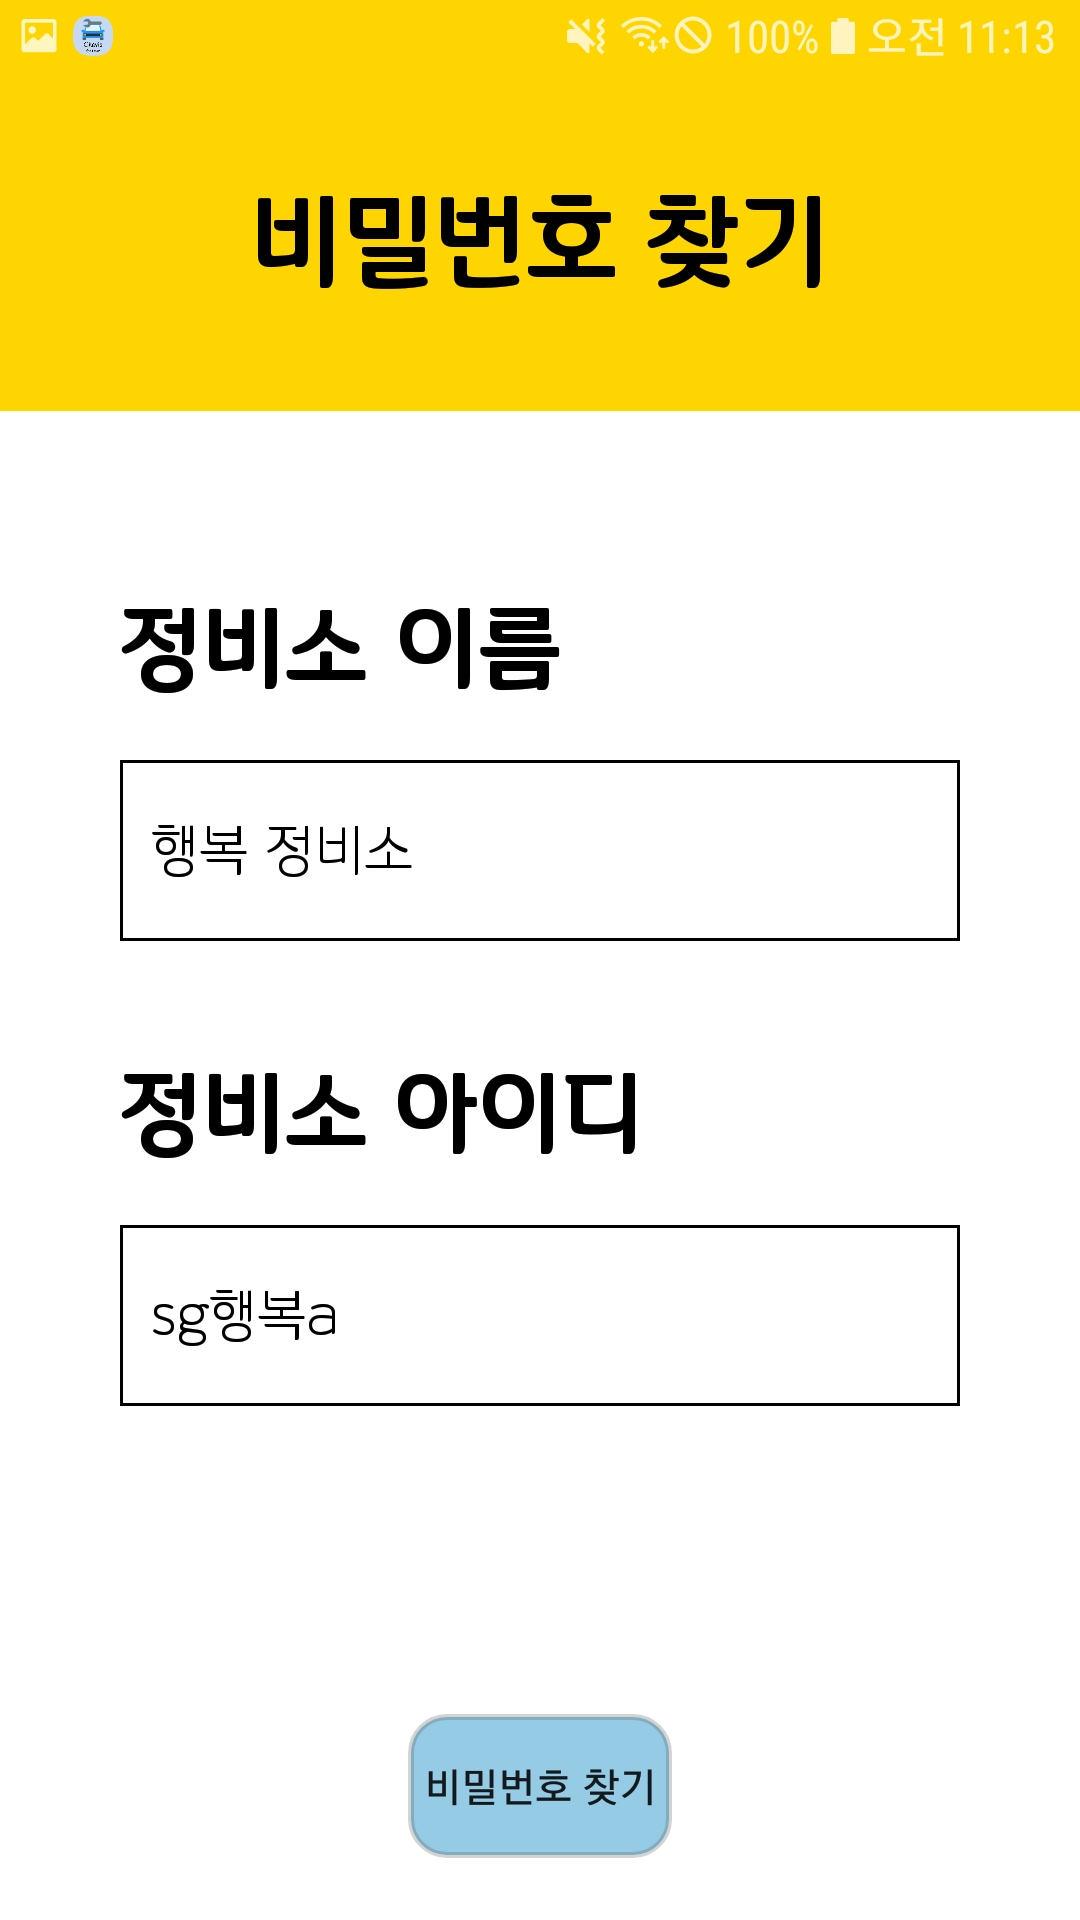 100% 오전 11:13
비밀번호 찾기
정비소 이름
행복 정비소
정비소 아이디
sg행복a
비밀번호 찾기